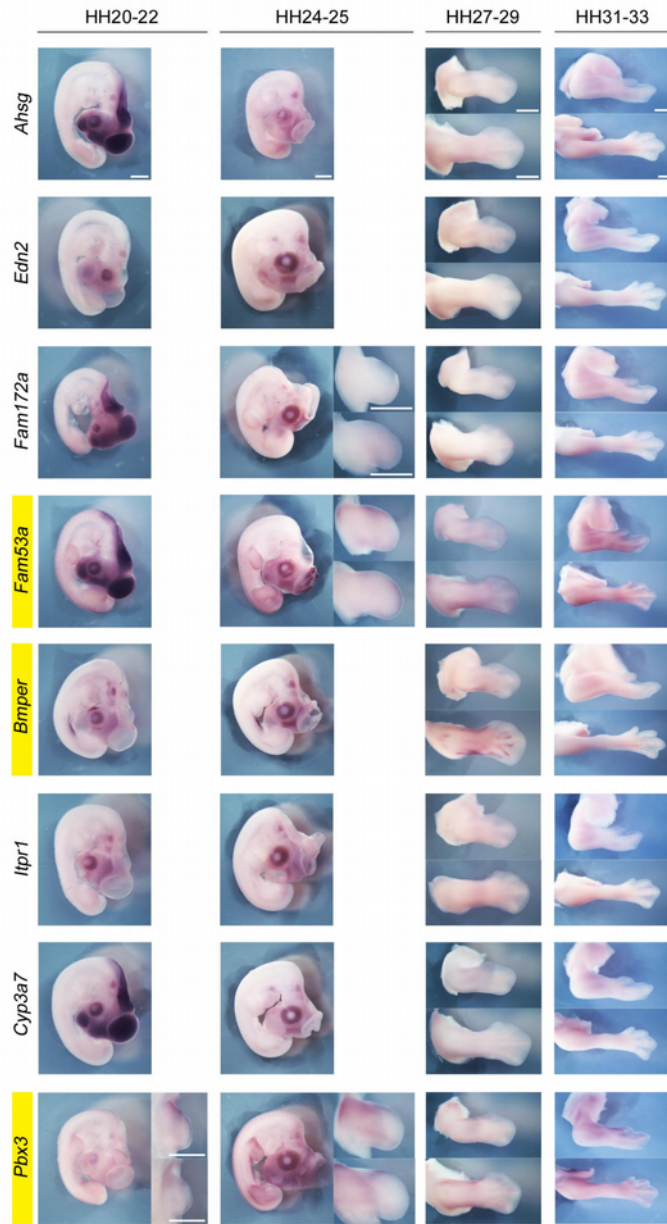 HH20-22 HH24-25 HH27-29 HH31-33
Ahsg
Edn2
Fam172a
Fam53a
Bmper
Itpr1
Cyp3a7
Pbx3